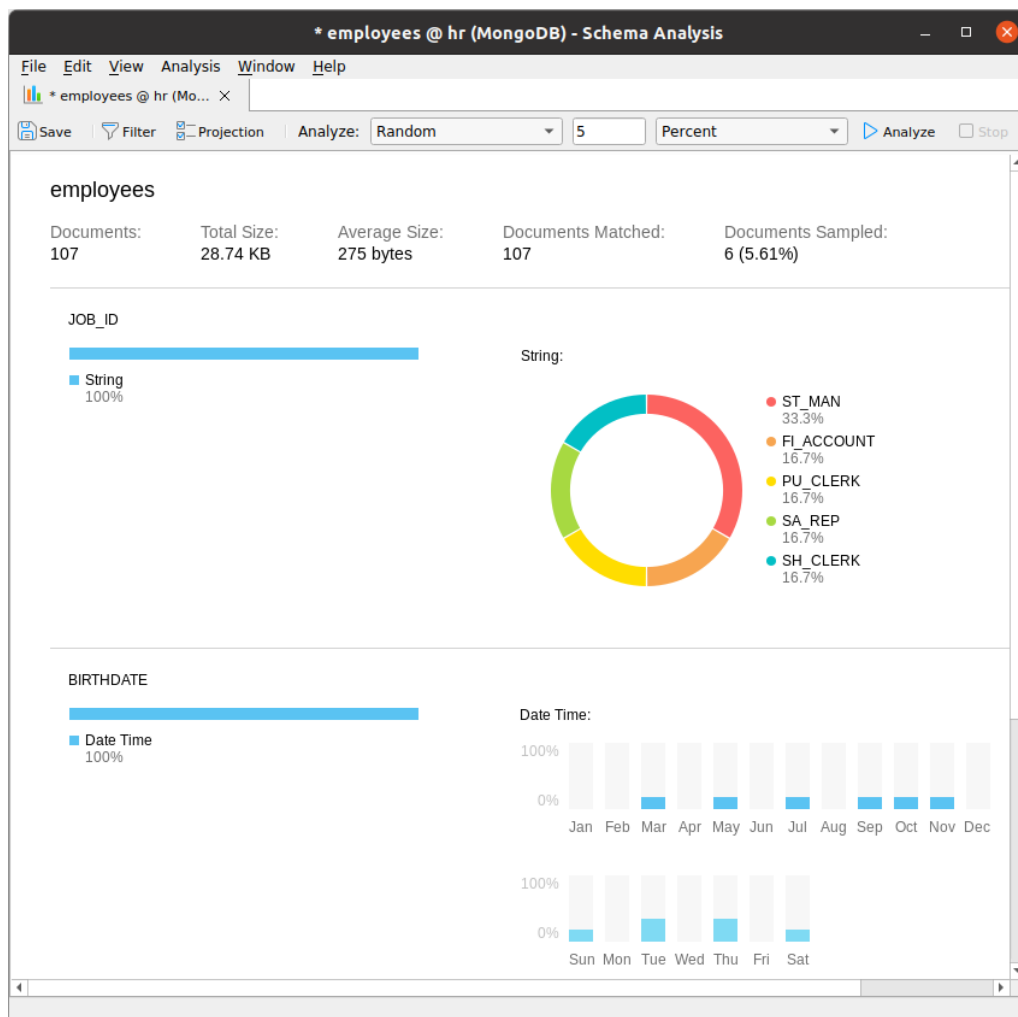 * employees @ hr (MongoDB) - Schema Analysis
File Edit View Analysis Window Help
* employees @ hr (Mo...
Save Filter Projection Analyze: Random 5 Percent Analyze Stop
employees
Documents: Total Size: Average Size: Documents Matched: Documents Sampled:
107 28.74 KB 275 bytes 107 6 (5.61%)
JOB_ID
String
100%
String:
ST_MAN
33.3%
FI_ACCOUNT
16.7%
PU_CLERK
16.7%
SA_REP
16.7%
SH_CLERK
16.7%
BIRTHDATE
Date Time
100%
Date Time:
100%
0%
Jan Feb Mar Apr May Jun Jul Aug Sep Oct Nov Dec
100%
0%
Sun Mon Tue Wed Thu Fri Sat